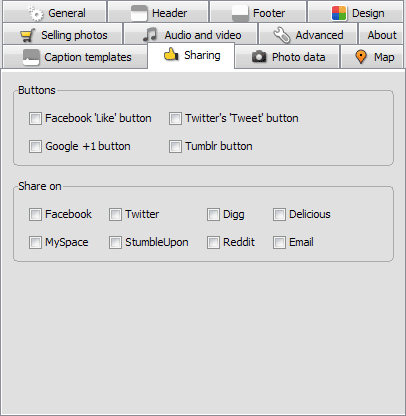 General Header Footer Design
Selling photos Audio and video Advanced About
Caption templates Sharing Photo data Map
Buttons
Facebook 'Like' button Twitter's 'Tweet' button
Google +1 button Tumblr button
Share on
Facebook Twitter Digg Delicious
MySpace StumbleUpon Reddit Email